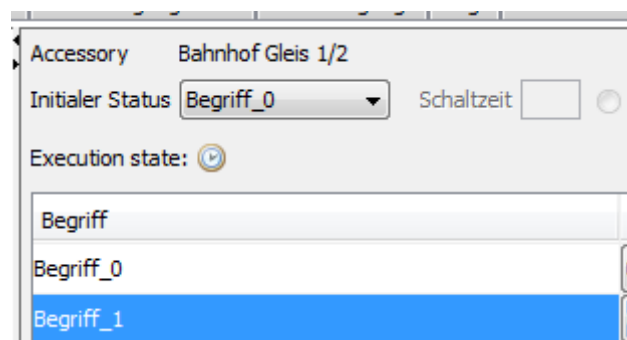 Accessory Bahnhof Gleis 1/2
Initialer Status Begriff_0 Schaltzeit
Execution state:
Begriff
Begriff_0
Begriff_1